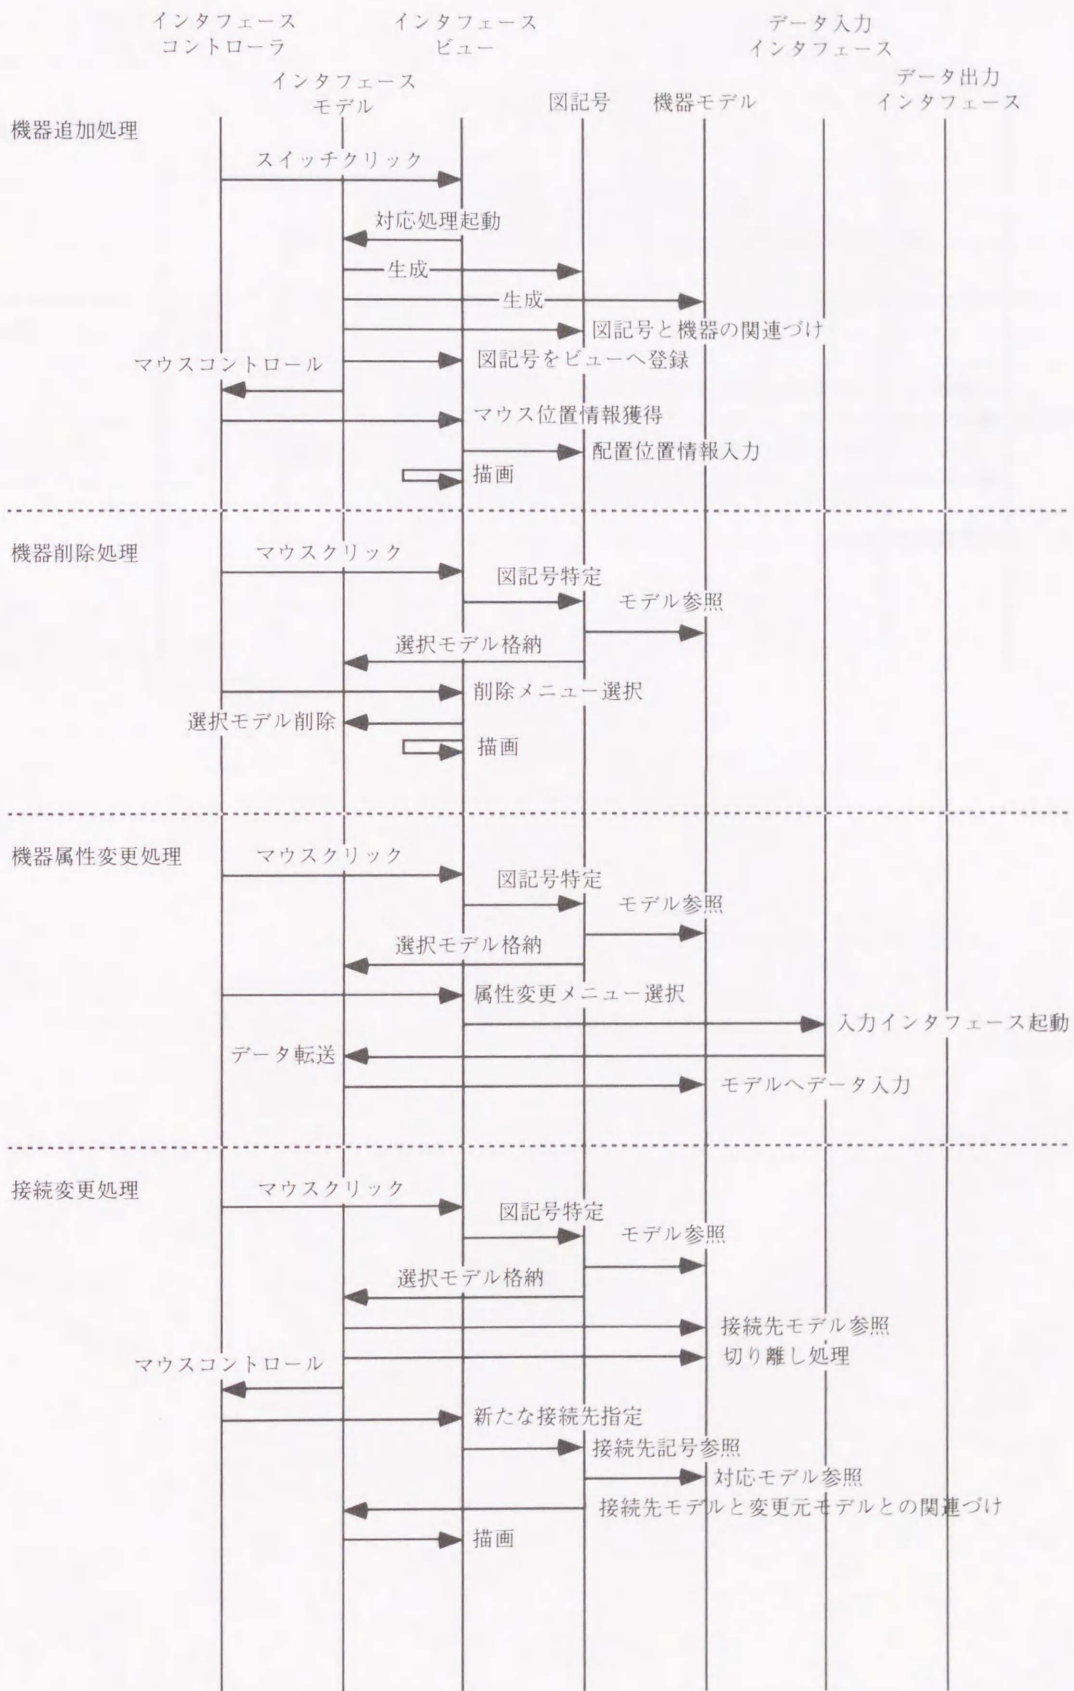 インタフェース
コントローラ
インタフェース
モデル
インタフェース
ビュー
図記号
機器モデル
データ入力
インタフェース
データ出力
インタフェース
機器追加処理
スイッチクリック
対応処理起動
生成
生成
図記号と機器の関連づけ
図記号をビューへ登録
マウスコントロール
マウス位置情報獲得
配置位置情報入力
描画
機器削除処理
マウスクリック
図記号特定
モデル参照
選択モデル格納
削除メニュー選択
選択モデル削除
描画
機器属性変更処理
マウスクリック
図記号特定
モデル参照
選択モデル格納
属性変更メニュー選択
入力インタフェース起動
データ転送
モデルへデータ入力
接続変更処理
マウスクリック
図記号特定
モデル参照
選択モデル格納
接続先モデル参照
切り離し処理
マウスコントロール
新たな接続先指定
接続先記号参照
対応モデル参照
接続先モデルと変更元モデルとの関連づけ
描画